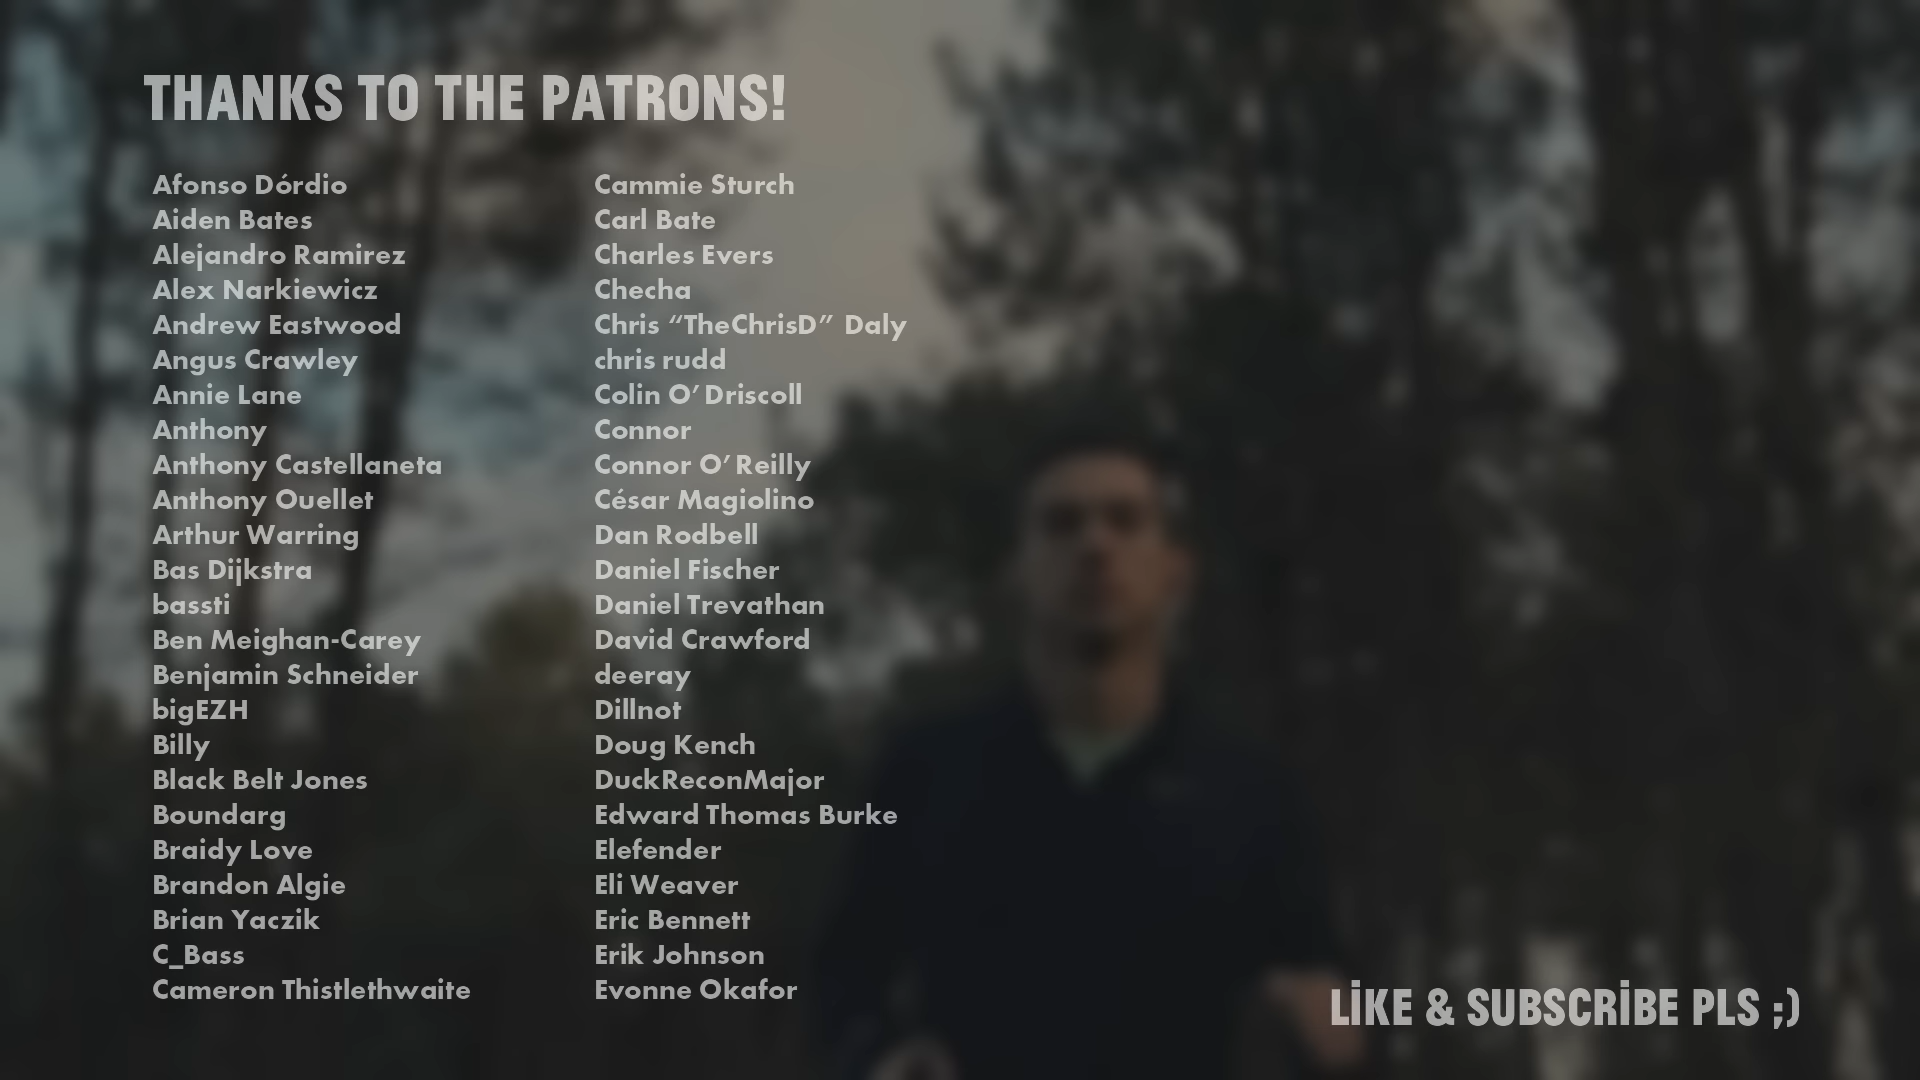 THANKS TO THE PATRONS!
Afonso Dórdio
Aiden Bates
Alejandro Ramirez
Alex Narkiewicz
Andrew Eastwood
Angus Crawley
Annie Lane
Anthony
Anthony Castellaneta
Anthony Ouellet
Arthur Warring
Bas Dijkstra
bassti
Ben Meighan-Carey
Benjamin Schneider
bigEZH
Billy
Black Belt Jones
Boundarg
Braidy Love
Brandon Algie
Brian Yaczik
C_Bass
Cameron Thistlethwaite
Cammie Sturch
Carl Bate
Charles Evers
Checha
Chris “TheChrisD” Daly
chris rudd
Colin O’Driscoll
Connor
Connor O’Reilly
César Magiolino
Dan Rodbell
Daniel Fischer
Daniel Trevathan
David Crawford
deeray
Dillnot
Doug Kench
DuckReconMajor
Edward Thomas Burke
Elefender
Eli Weaver
Eric Bennett
Erik Johnson
Evonne Okafor
LİKE & SUBSCRİBE PLS ;)